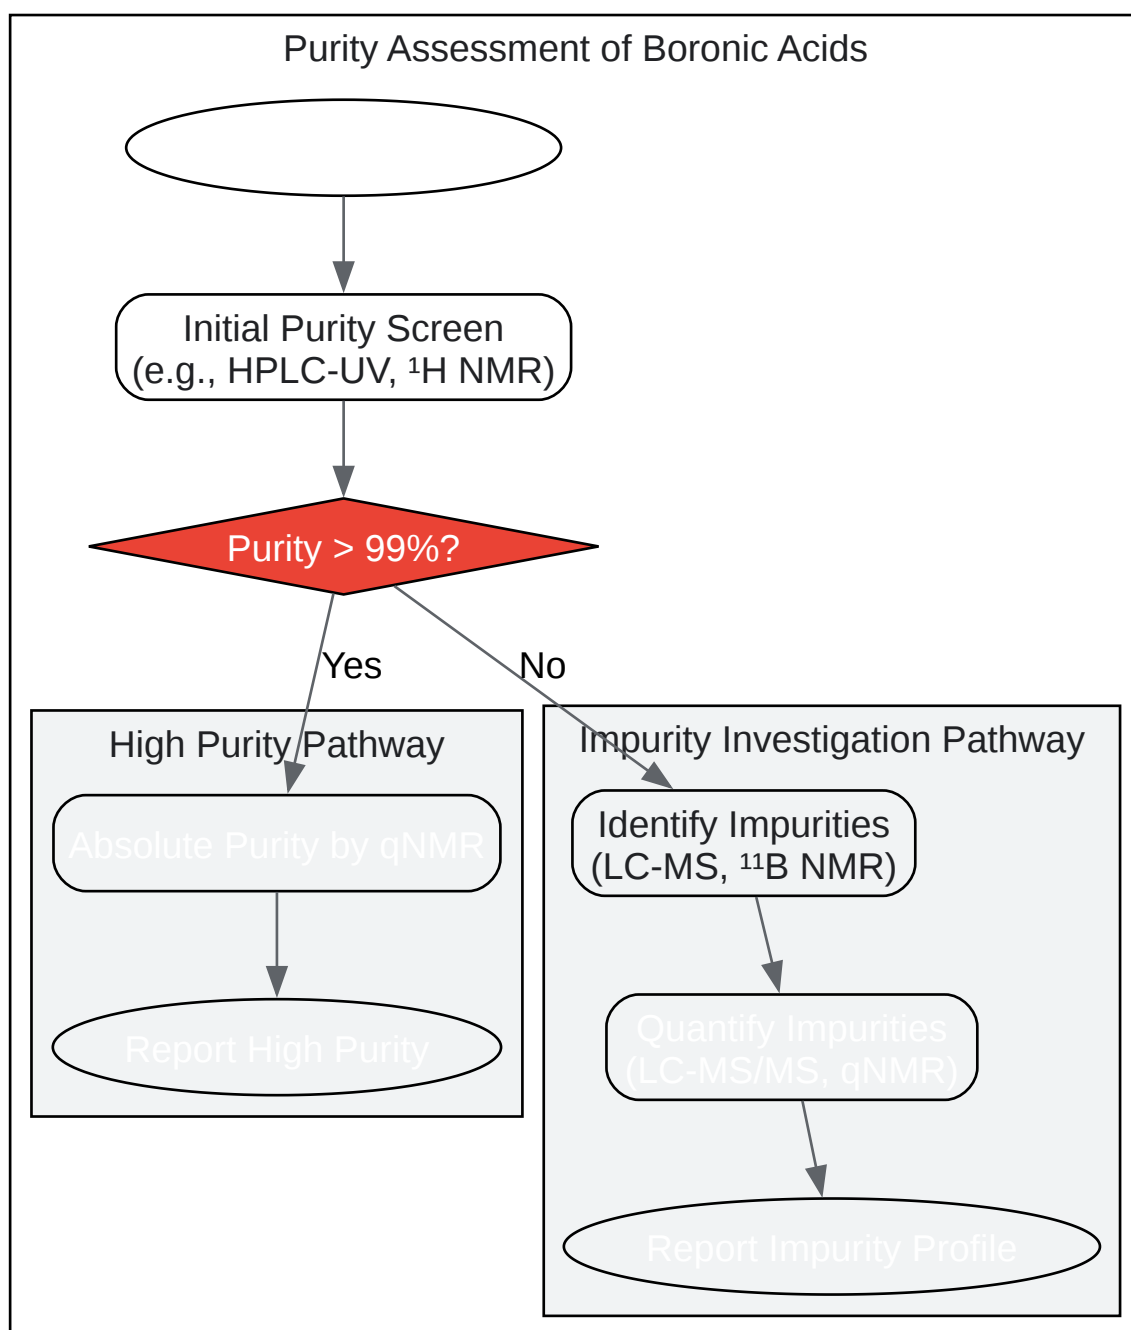 Purity Assessment of Boronic Acids
Initial Purity Screen
(e.g., HPLC-UV, ¹H NMR)
Purity > 99%?
Yes
No
High Purity Pathway
Absolute Purity by qNMR
Report High Purity
Impurity Investigation Pathway
Identify Impurities
(LC-MS, ¹¹B NMR)
Quantify Impurities
(LC-MS/MS, qNMR)
Report Impurity Profile